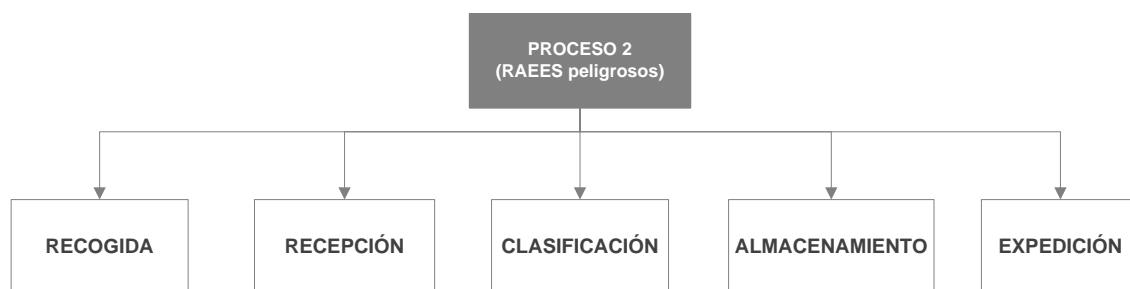 PROCESO 2
(RAEES peligrosos)
RECOGIDA
RECEPCIÓN
CLASIFICACIÓN
ALMACENAMIENTO
EXPEDICIÓN